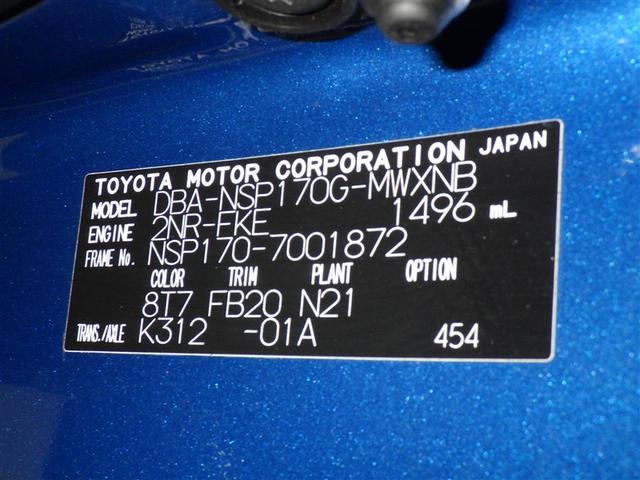 TOYOTA MOTOR CORPORATION JAPAN
MODEL DBA-NSP170G-MWXNB
ENGINE 2NR-FKE 1496 mL
FRAME No. NSP170-7001872
COLOR TRIM PLANT OPTION
8T7 FB20 N21
TRANS./AXLE K312 -01A 454